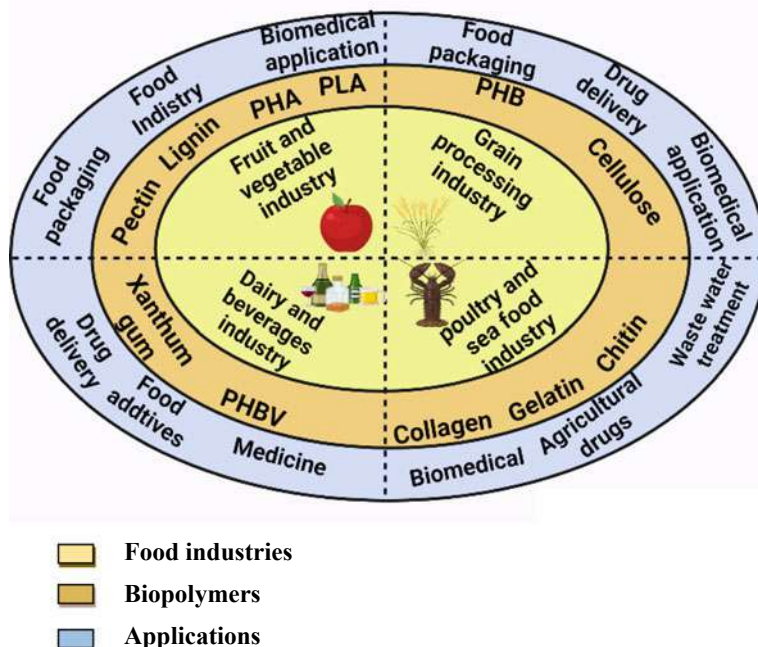 Biomedical
application
Food
packaging
Food
Indistry
Drug
delivery
Food
packaging
Biomedical
application
PHA
PLA
PHB
Lignin
Pectin
Cellulose
Fruit and
vegetable
industry
Grain
processing
industry
Dairy and
beverages
industry
poultry and
sea food
industry
Xanthum
gum
PHBV
Collagen
Gelatin
Chitin
Drug
delivery
Food
addtives
Medicine
Biomedical
Agricultural
drugs
Waste water
treatment
Food industries
Biopolymers
Applications